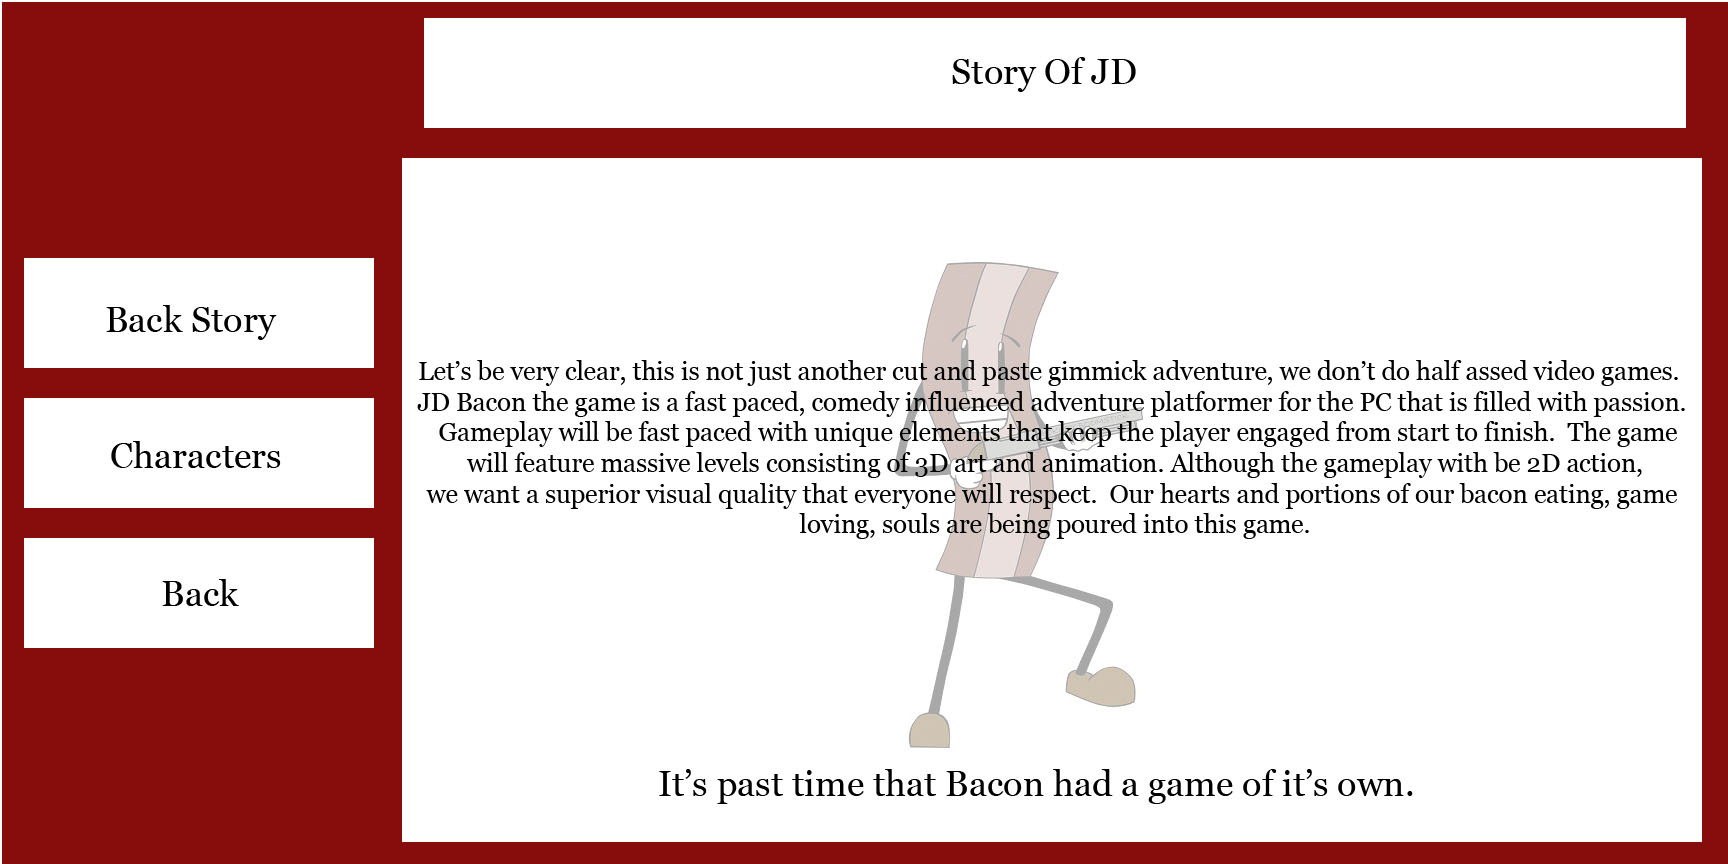 Story Of JD
Back Story
Characters
Back
Let’s be very clear, this is not just another cut and paste gimmick adventure, we don’t do half assed video games.
JD Bacon the game is a fast paced, comedy influenced adventure platformer for the PC that is filled with passion.
Gameplay will be fast paced with unique elements that keep the player engaged from start to finish.  The game
will feature massive levels consisting of 3D art and animation. Although the gameplay with be 2D action,
we want a superior visual quality that everyone will respect.  Our hearts and portions of our bacon eating, game
loving, souls are being poured into this game.
It’s past time that Bacon had a game of it’s own.